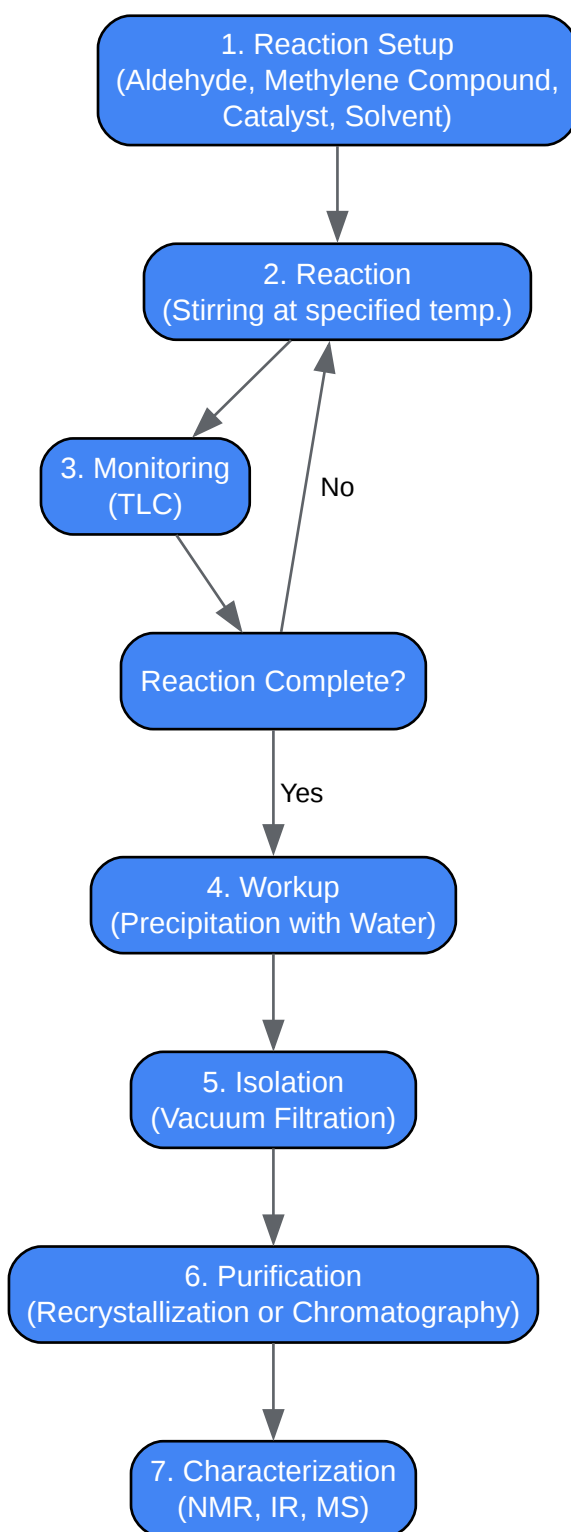 1. Reaction Setup
(Aldehyde, Methylene Compound,
Catalyst, Solvent)
2. Reaction
(Stirring at specified temp.)
3. Monitoring
(TLC)
No
Reaction Complete?
Yes
4. Workup
(Precipitation with Water)
5. Isolation
(Vacuum Filtration)
6. Purification
(Recrystallization or Chromatography)
7. Characterization
(NMR, IR, MS)